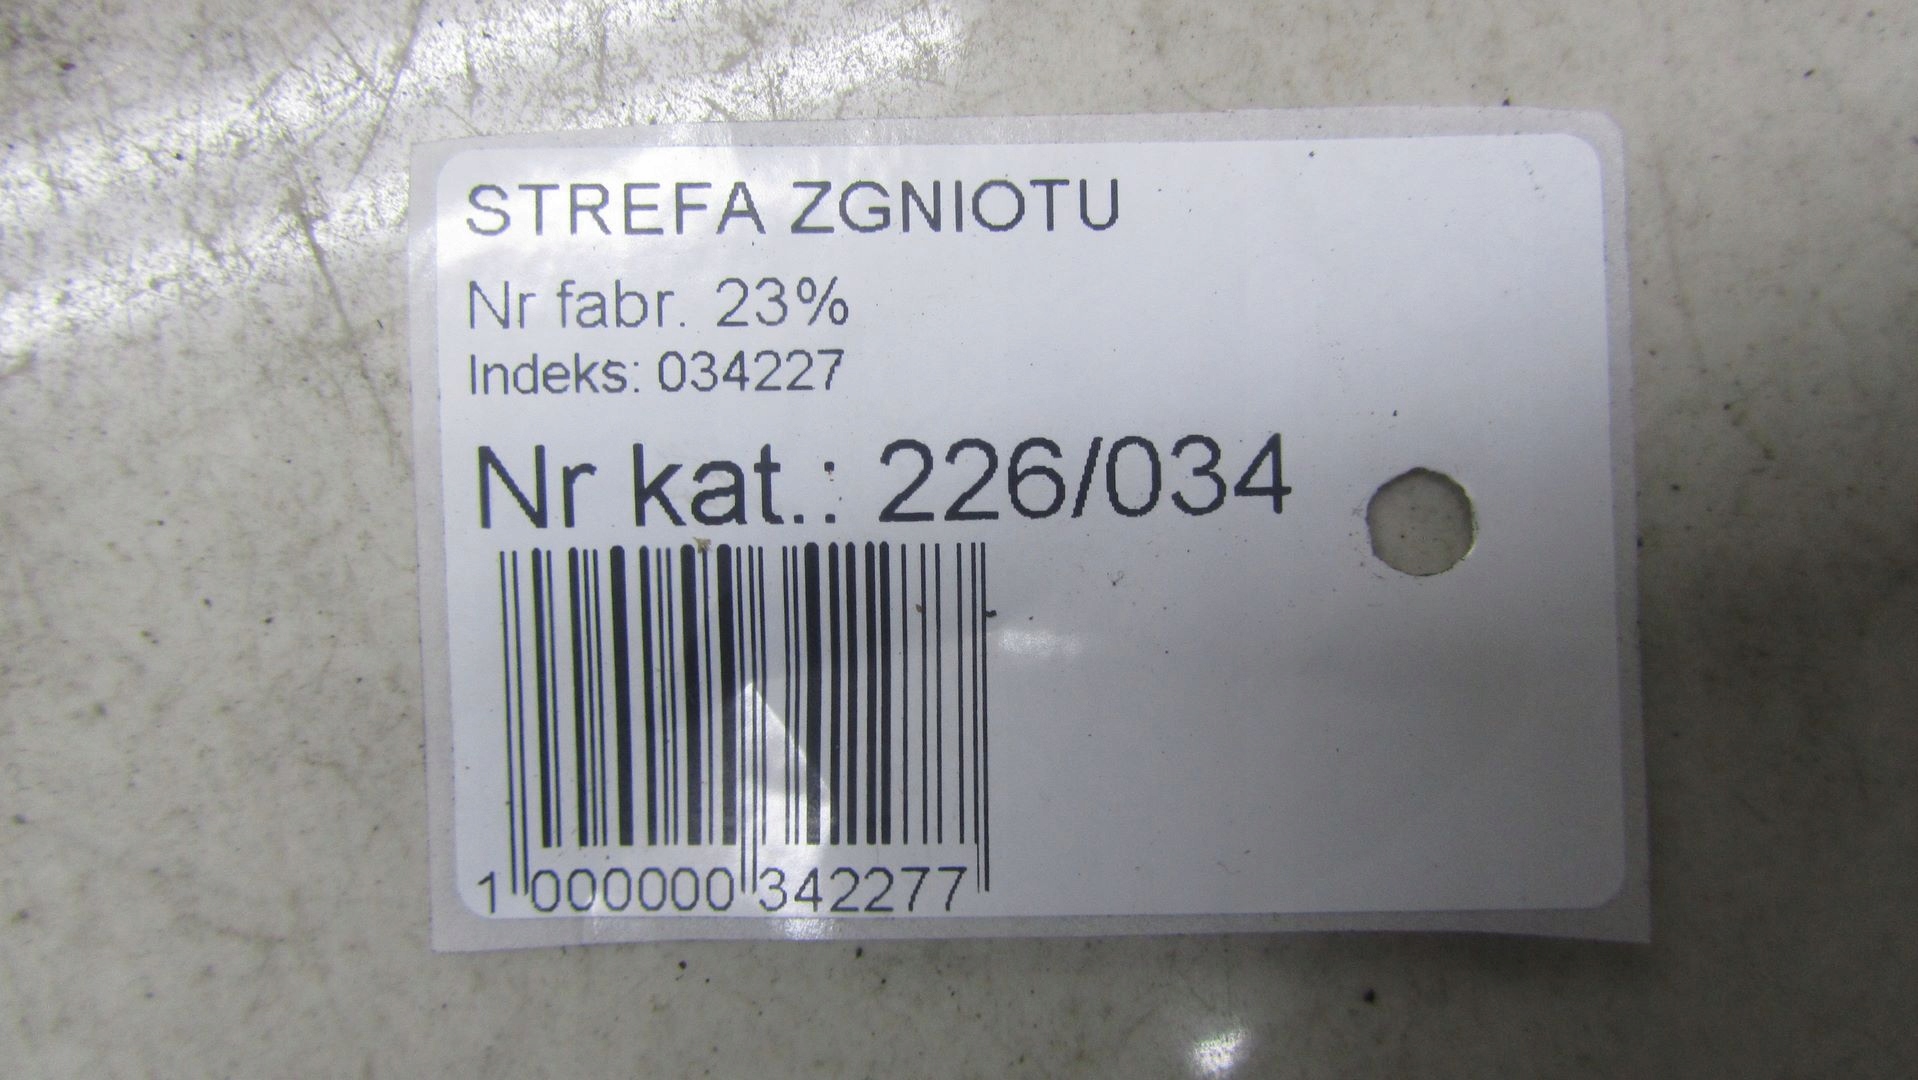 STREFA ZGNIOTU
Nr fabr. 23%
Indeks: 034227
Nr kat.: 226/034
1 000000 342277